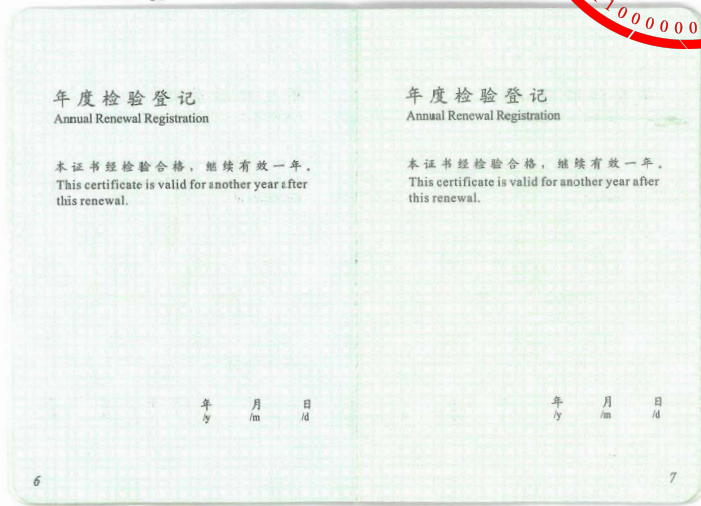 1000000
年度检验登记
Annual Renewal Registration
本证书经检验合格，继续有效一年。
This certificate is valid for another year after
this renewal.
年 月 日
/y /m /d
6
年度检验登记
Annual Renewal Registration
本证书经检验合格，继续有效一年。
This certificate is valid for another year after
this renewal.
年 月 日
/y /m /d
7